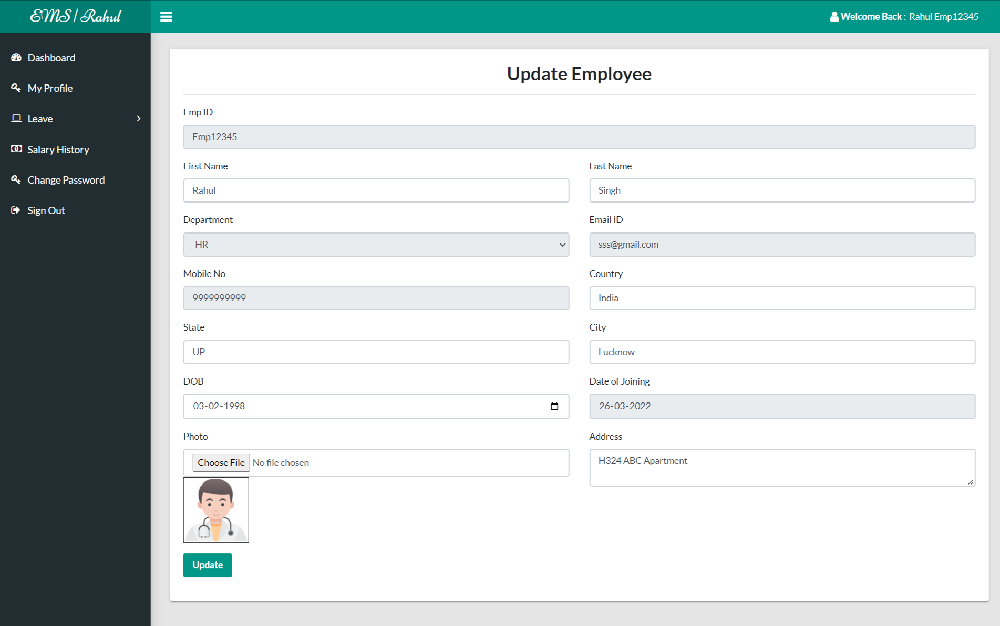 EMS | Rahul
Welcome Back :-Rahul Emp12345
Dashboard
My Profile
Leave
Salary History
Change Password
Sign Out
Update Employee
Emp ID
Emp12345
First Name
Last Name
Rahul
Singh
Department
Email ID
HR
sss@gmail.com
Mobile No
Country
9999999999
India
State
City
UP
Lucknow
DOB
Date of Joining
03-02-1998
26-03-2022
Photo
Address
Choose File No file chosen
H324 ABC Apartment
Update